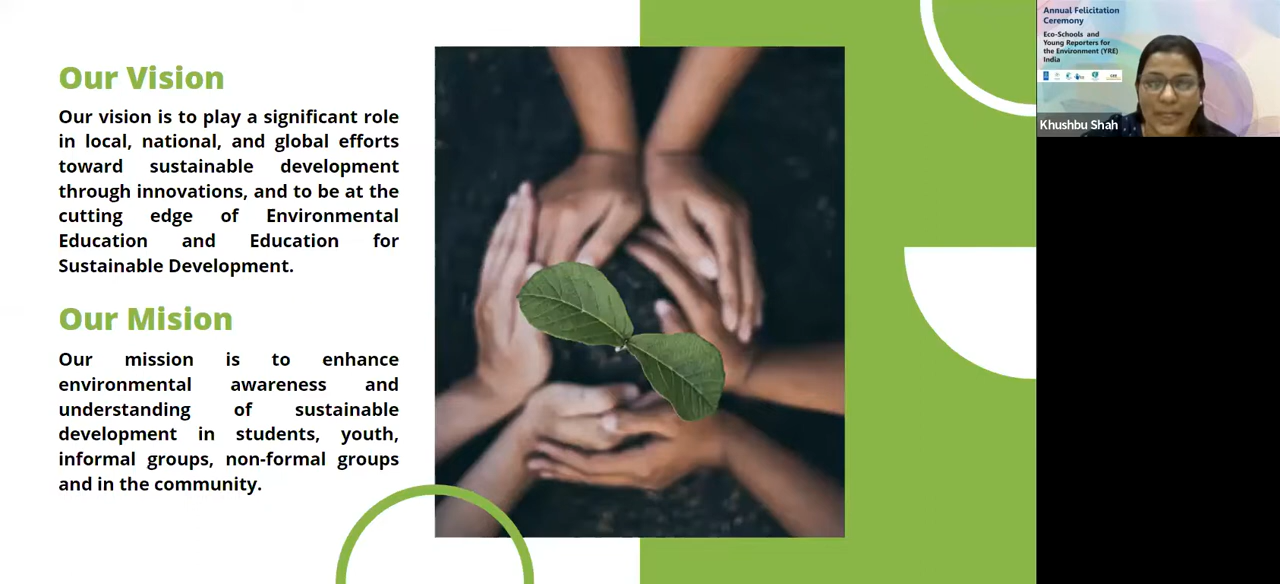 Our Vision
Our vision is to play a significant role
in local, national, and global efforts
toward sustainable development
through innovations, and to be at the
cutting edge of Environmental
Education and Education for
Sustainable Development.
Our Mision
Our mission is to enhance
environmental awareness and
understanding of sustainable
development in students, youth,
informal groups, non-formal groups
and in the community.
Annual Felicitation
Ceremony
Eco-Schools and
Young Reporters for
the Environment (YRE)
India
Khushbu Shah